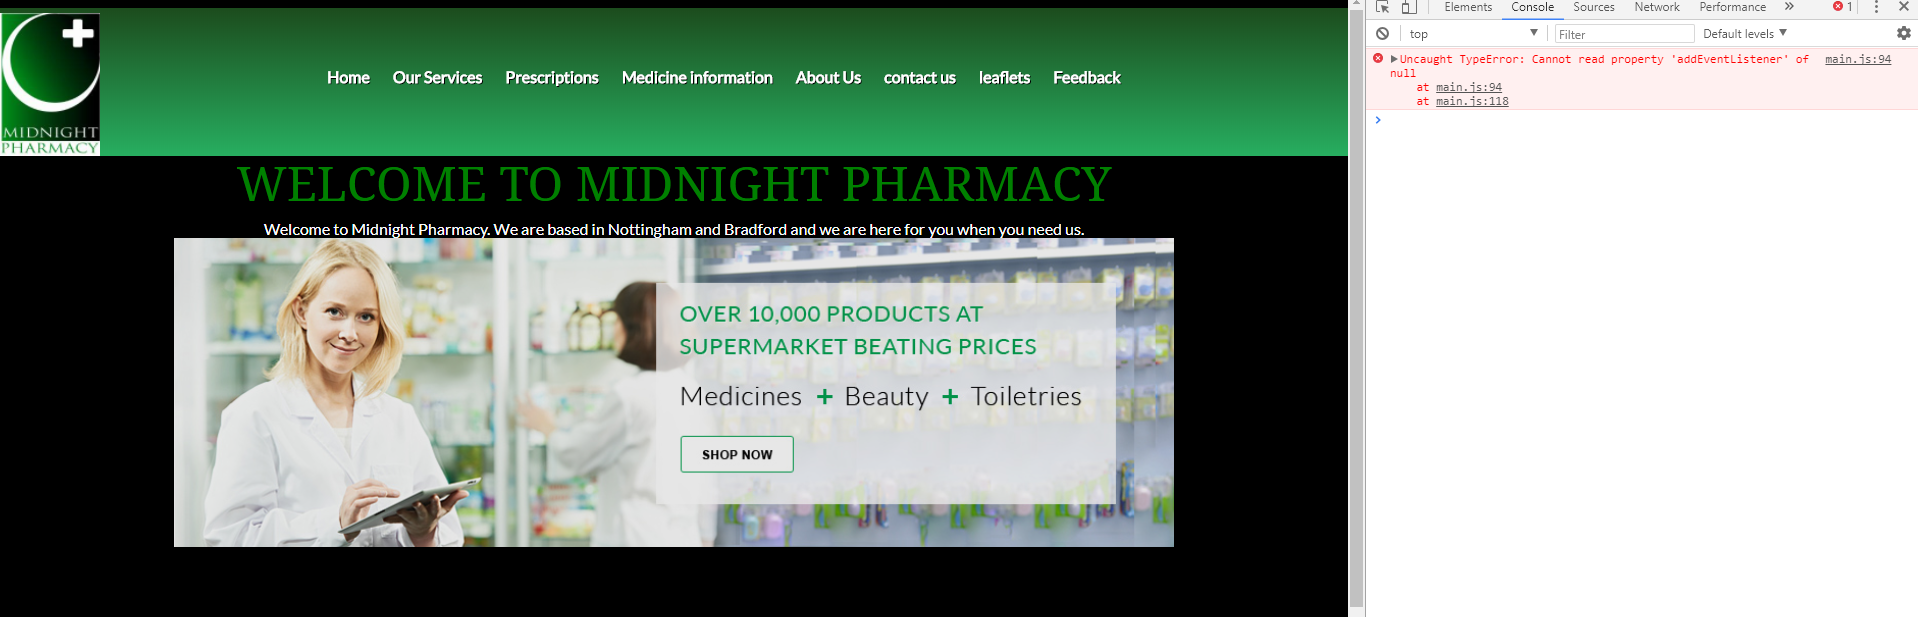 MIDNIGHT
PHARMACY
Home Our Services Prescriptions Medicine information About Us contact us leaflets Feedback
WELCOME TO MIDNIGHT PHARMACY
Welcome to Midnight Pharmacy. We are based in Nottingham and Bradford and we are here for you when you need us.
OVER 10,000 PRODUCTS AT
SUPERMARKET BEATING PRICES
Medicines + Beauty + Toiletries
SHOP NOW
Elements Console Sources Network Performance » 1
top Filter Default levels
Uncaught TypeError: Cannot read property 'addEventListener' of main.js:94
null
at main.js:94
at main.js:118